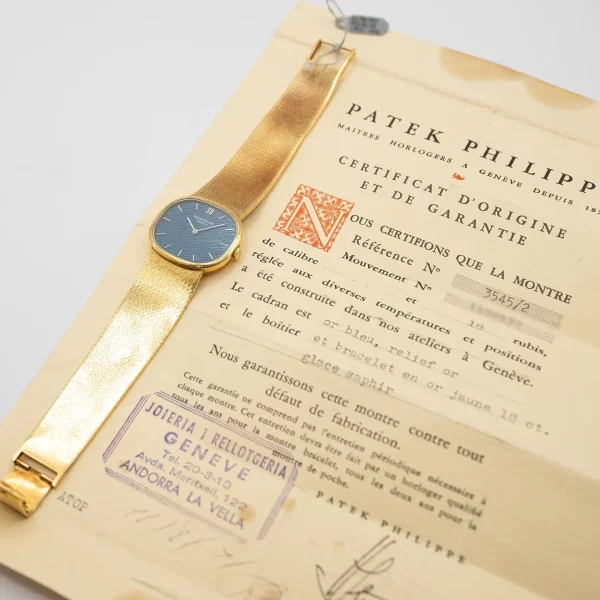 PATEK PHILIPP
MAITRES HORLOGERS A GENÈVE DEPUIS 18
CERTIFICAT D'ORIGINE
ET DE GARANTIE
NOUS CERTIFIONS QUE LA MONTRE
Référence No 3545/2
Mouvement No
de calibre et 18 rubis,
réglée aux diverses températures et positions
a été construite dans nos ateliers à Genève.
Le cadran est or bleu, relief or
et le boîtier et bracelet en or jaune 18 ct.
glace saphir
Nous garantissons cette montre contre tout
défaut de fabrication.
Cette garantie ne comprend pas l'entretien périodique nécessaire à
chaque montre. Cet entretien devra être fait par un horloger qualifié
tous les ans pour la montre bracelet, tous les deux ans pour la
montre de poche.
PATEK PHILIPPE
JOIERIA I RELLOTGERIA
GENEVE
Tel. 20-3-15
Avda. Meritxell, 122
ANDORRA LA VELLA
ATOP